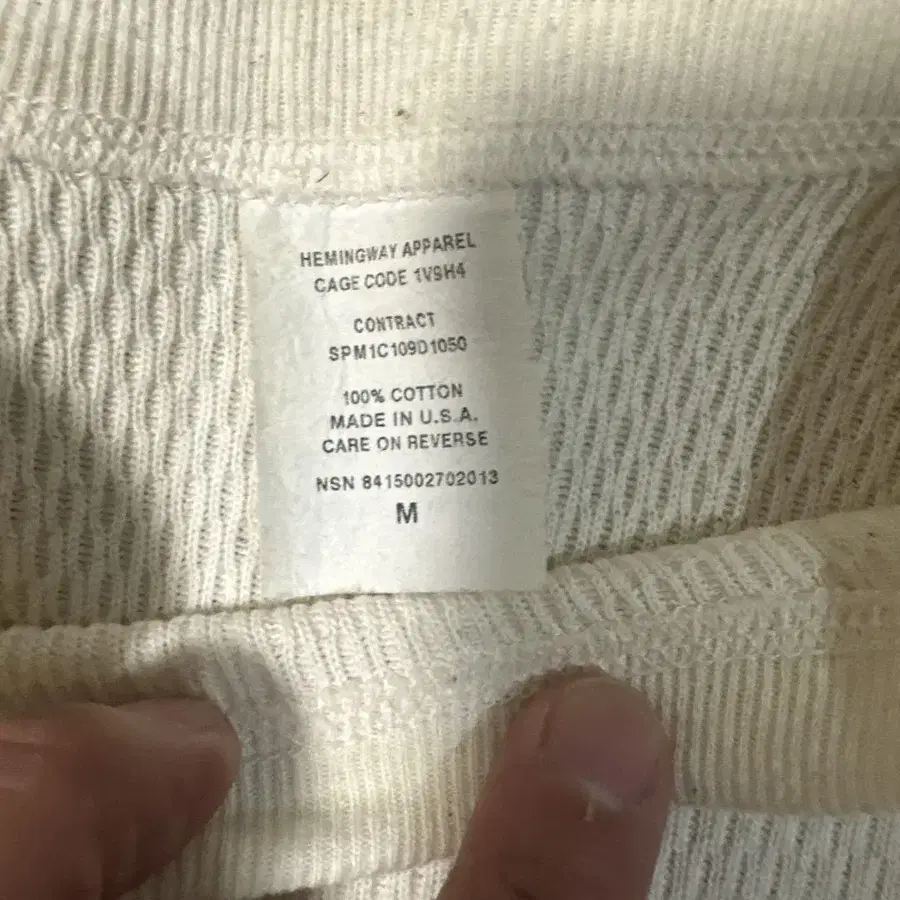 HEMINGWAY APPAREL
CAGE CODE 1V9H4
CONTRACT
SPM1C109D1050
100% COTTON
MADE IN U.S.A.
CARE ON REVERSE
NSN 8415002702013
M